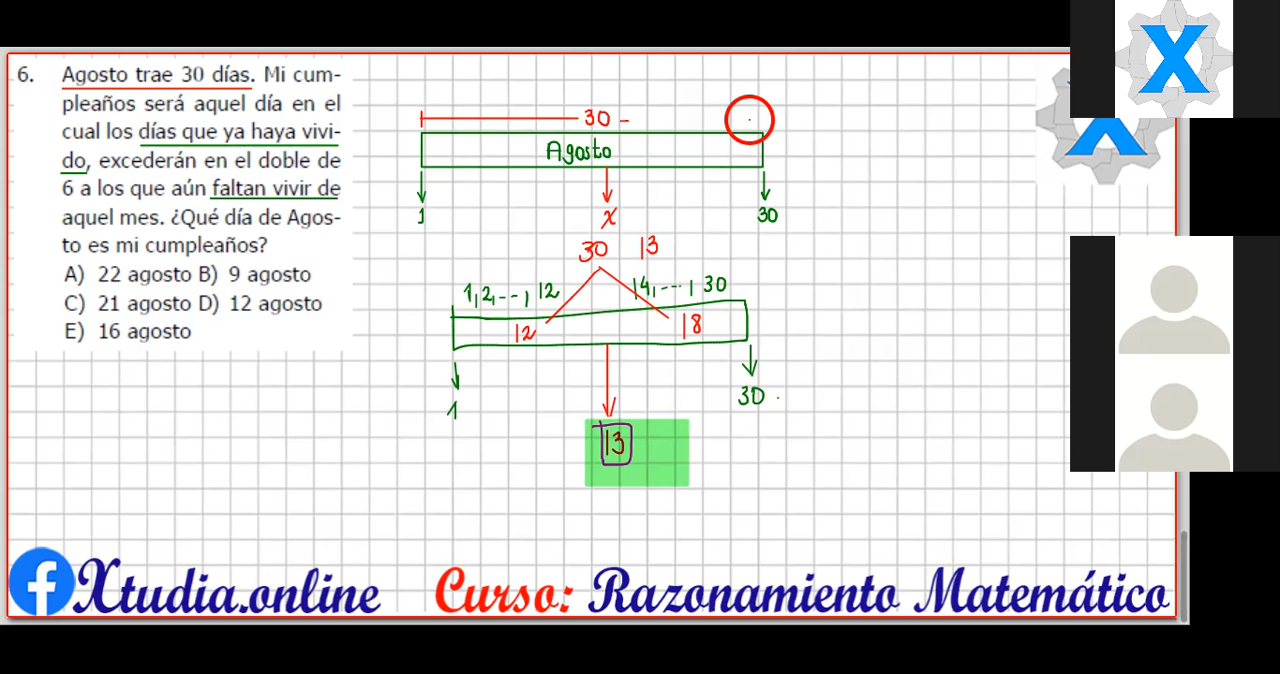 6. Agosto trae 30 días. Mi cum-
pleaños será aquel día en el
cual los días que ya haya vivi-
do, excederán en el doble de
6 a los que aún faltan vivir de
aquel mes. ¿Qué día de Agos-
to es mi cumpleaños?
A) 22 agosto B) 9 agosto
C) 21 agosto D) 12 agosto
E) 16 agosto
30
Agosto
1 x 30
30 13
1,2,--, 12 14,---, 30
12 18
1 30
13
X
Xtudia.online Curso: Razonamiento Matemático